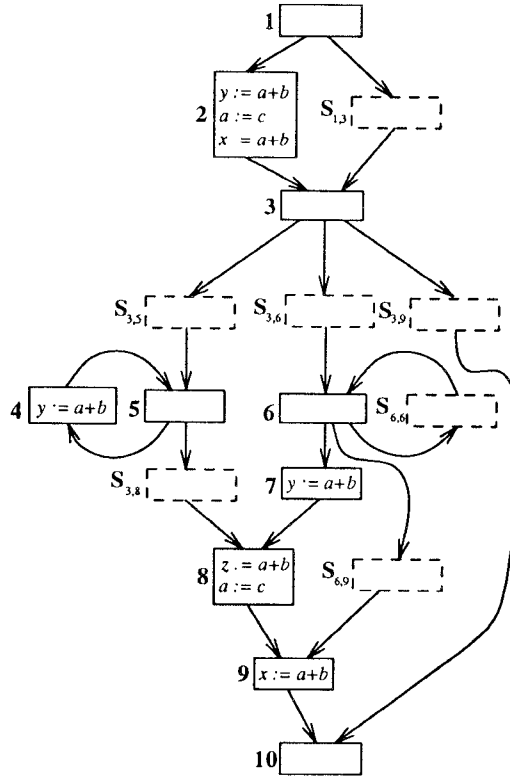 1
2
y := a+b
a := c
x = a+b
S1,3
3
S3,5
S3,6
S3,9
4
y := a+b
5
6
S6,6
S3,8
7
y := a+b
8
z := a+b
a := c
S6,9
9
x := a+b
10